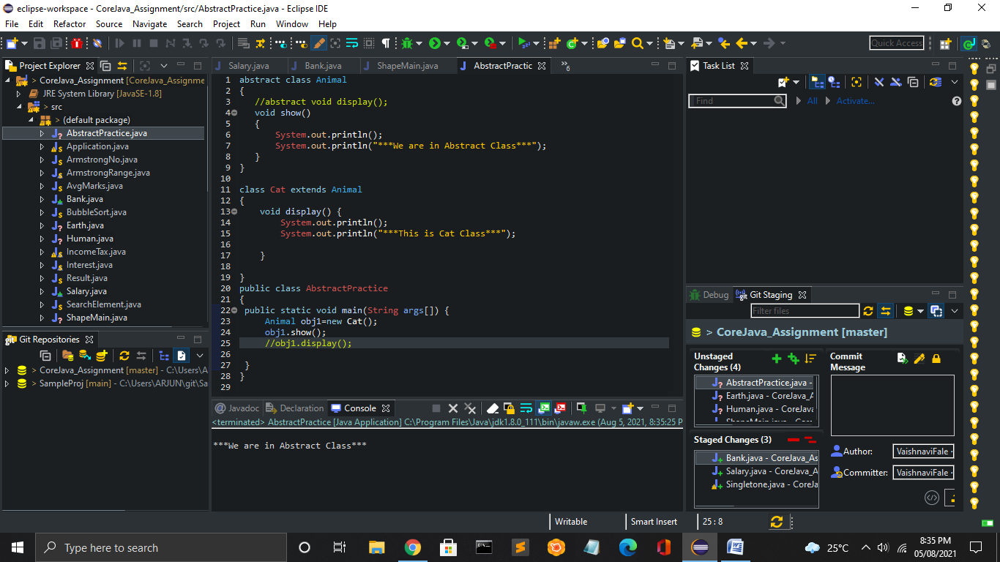 eclipse-workspace - CoreJava_Assignment/src/AbstractPractice.java - Eclipse IDE
File Edit Refactor Source Navigate Search Project Run Window Help
Quick Access
Project Explorer
> CoreJava_Assignment [CoreJava_Assignme
JRE System Library [JavaSE-1.8]
> src
> (default package)
AbstractPractice.java
Application.java
ArmstrongNo.java
ArmstrongRange.java
AvgMarks.java
Bank.java
BubbleSort.java
Earth.java
Human.java
IncomeTax.java
Interest.java
Result.java
Salary.java
SearchElement.java
ShapeMain.java
Git Repositories
> CoreJava_Assignment [master] - C:\Users\A
> SampleProj [main] - C:\Users\ARJUN\git\Sa
Salary.java Bank.java ShapeMain.java AbstractPractic »6
1 abstract class Animal
2 {
3 //abstract void display();
4 void show()
5 {
6 System.out.println();
7 System.out.println("***We are in Abstract Class***");
8 }
9 }
10
11 class Cat extends Animal
12 {
13 void display() {
14 System.out.println();
15 System.out.println("***This is Cat Class***");
16
17 }
18
19 }
20 public class AbstractPractice
21 {
22 public static void main(String args[]) {
23 Animal obj1=new Cat();
24 obj1.show();
25 //obj1.display();
26
27 }
28 }
29
Javadoc Declaration Console
<terminated> AbstractPractice [Java Application] C:\Program Files\Java\jdk1.8.0_111\bin\javaw.exe (Aug 5, 2021, 8:35:25 P
***We are in Abstract Class***
Task List
Find All Activate...
Debug Git Staging
Filter files
> CoreJava_Assignment [master]
Unstaged Changes (4)
AbstractPractice.java -
Earth.java - CoreJava_A
Human.java - CoreJava
ShapeMain.java - Core
Staged Changes (3)
Bank.java - CoreJava_As
Salary.java - CoreJava_A
Singletone.java - CoreJa
Commit Message
Author: VaishnaviFale
Committer: VaishnaviFale
Writable Smart Insert 25 : 8
Type here to search
25°C
8:35 PM
05/08/2021